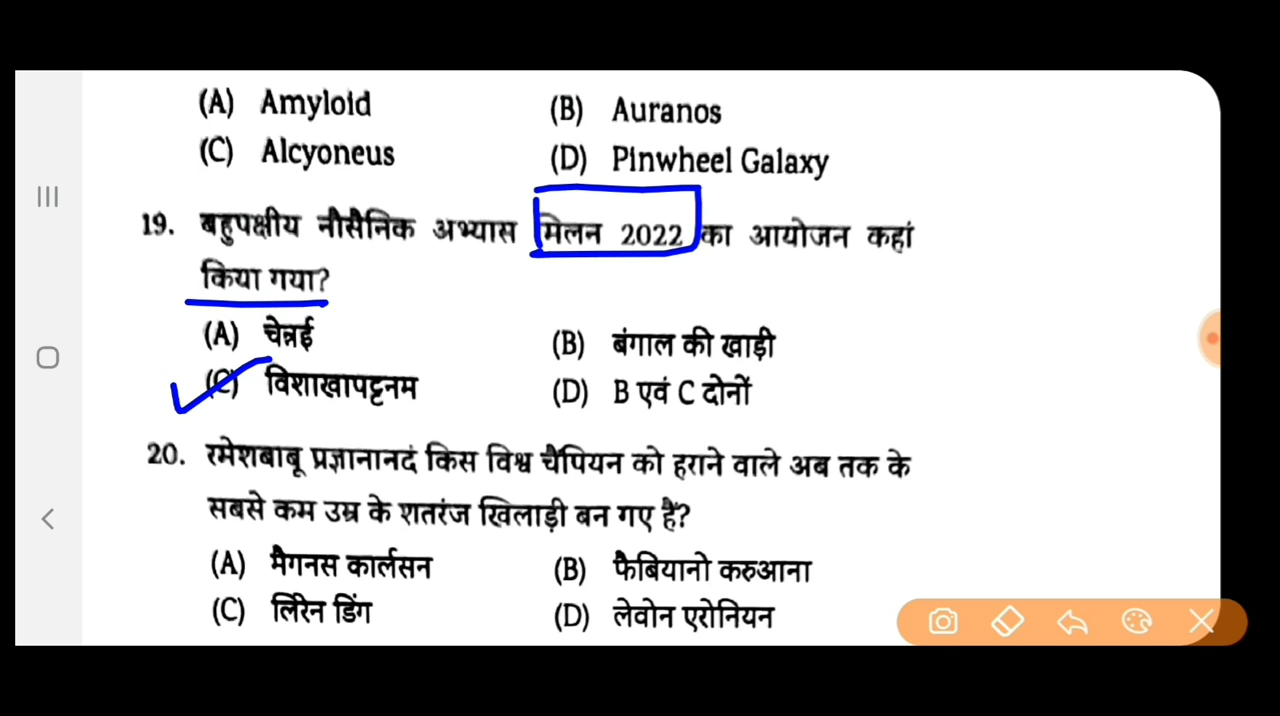 (A) Amyloid (B) Auranos
(C) Alcyoneus (D) Pinwheel Galaxy
19. बहुपक्षीय नौसैनिक अभ्यास मिलन 2022 का आयोजन कहां
किया गया?
(A) चेन्नई (B) बंगाल की खाड़ी
(C) विशाखापट्टनम (D) B एवं C दोनों
20. रमेशबाबू प्रज्ञानानदं किस विश्व चैंपियन को हराने वाले अब तक के
सबसे कम उम्र के शतरंज खिलाड़ी बन गए हैं?
(A) मैगनस कार्लसन (B) फैबियानो करुआना
(C) लिरेन डिंग (D) लेवोन एरोनियन